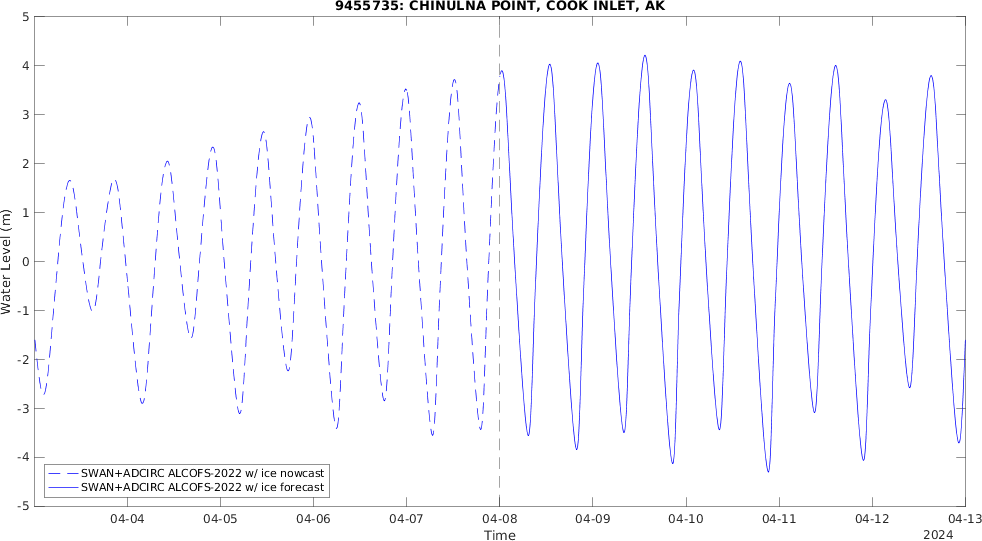 9455735: CHINULNA POINT, COOK INLET, AK
5
4
3
2
1
0
-1
-2
-3
-4
-5
Water Level (m)
SWAN+ADCIRC ALCOFS-2022 w/ ice nowcast
SWAN+ADCIRC ALCOFS-2022 w/ ice forecast
04-04 04-05 04-06 04-07 04-08 04-09 04-10 04-11 04-12 04-13
Time
2024